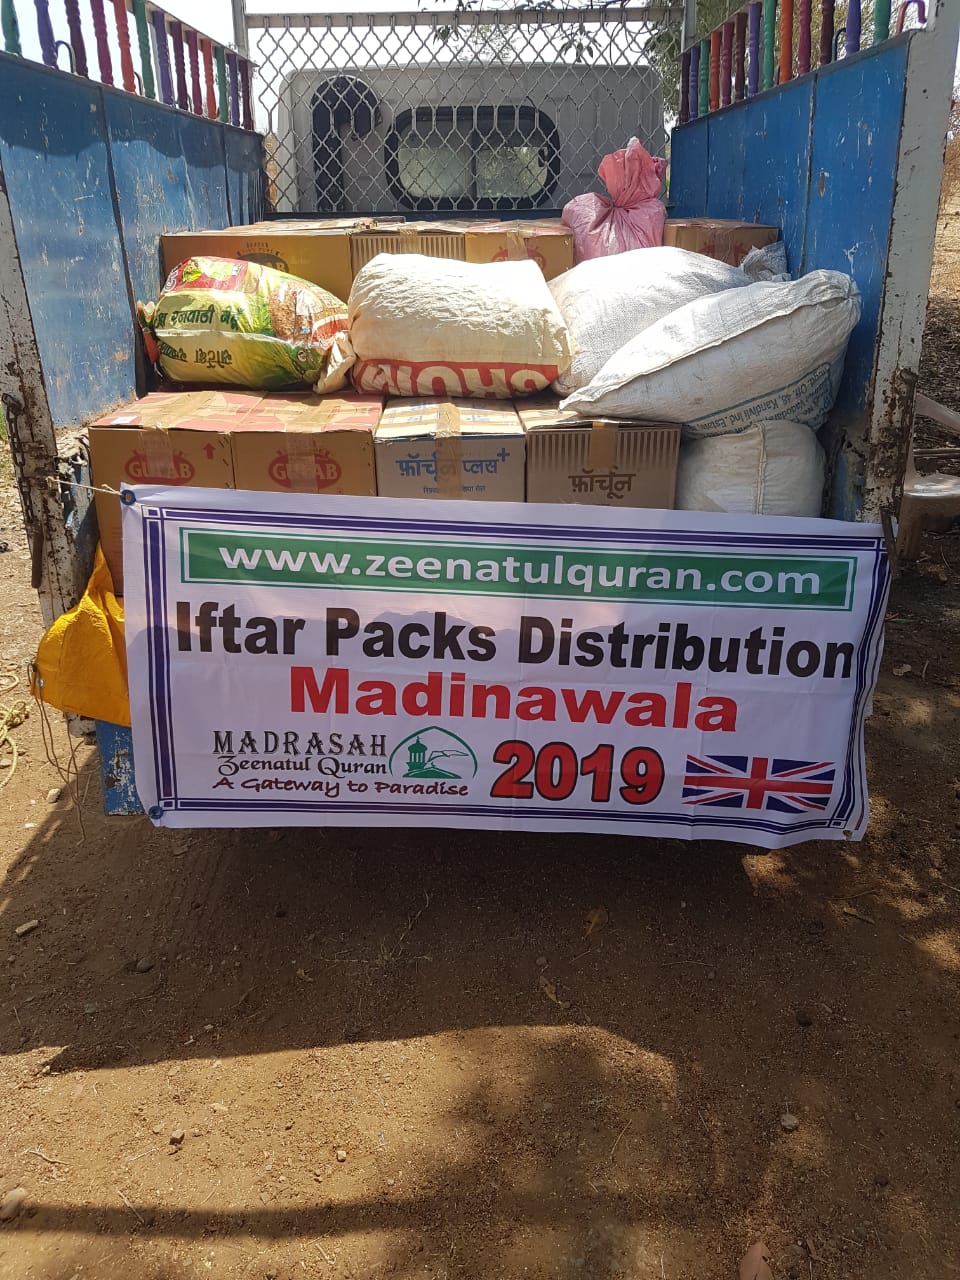 GULAB
GULAB
फ़ॉर्चून प्लस+
फ़ॉर्चून
www.zeenatulquran.com
Iftar Packs Distribution
Madinawala
MADRASAH
Zeenatul Quran
A Gateway to Paradise
2019